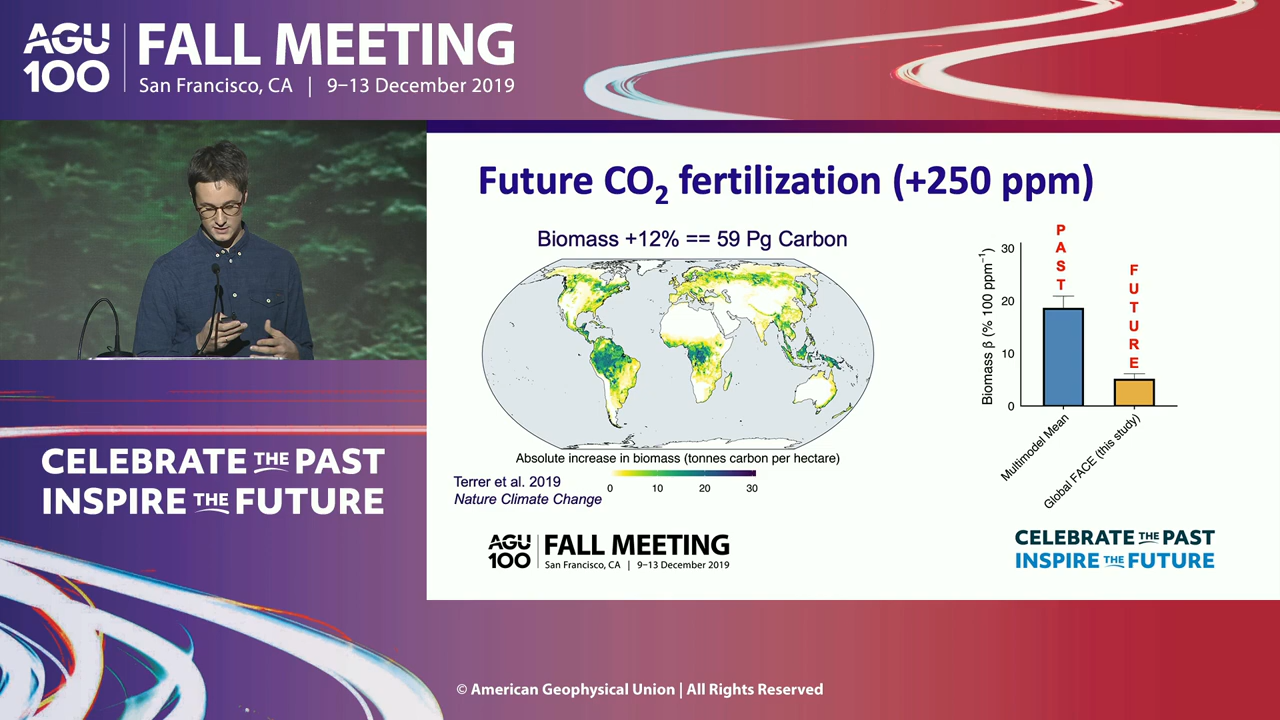 AGU
100
FALL MEETING
San Francisco, CA | 9–13 December 2019
Future CO2 fertilization (+250 ppm)
Biomass +12% == 59 Pg Carbon
Absolute increase in biomass (tonnes carbon per hectare)
0 10 20 30
Terrer et al. 2019
Nature Climate Change
PAST
FUTURE
Biomass β (% 100 ppm−1)
30
20
10
0
Multimodel Mean
Global FACE (this study)
AGU
100
FALL MEETING
San Francisco, CA | 9–13 December 2019
CELEBRATE THE PAST
INSPIRE THE FUTURE
CELEBRATE THE PAST
INSPIRE THE FUTURE
© American Geophysical Union | All Rights Reserved